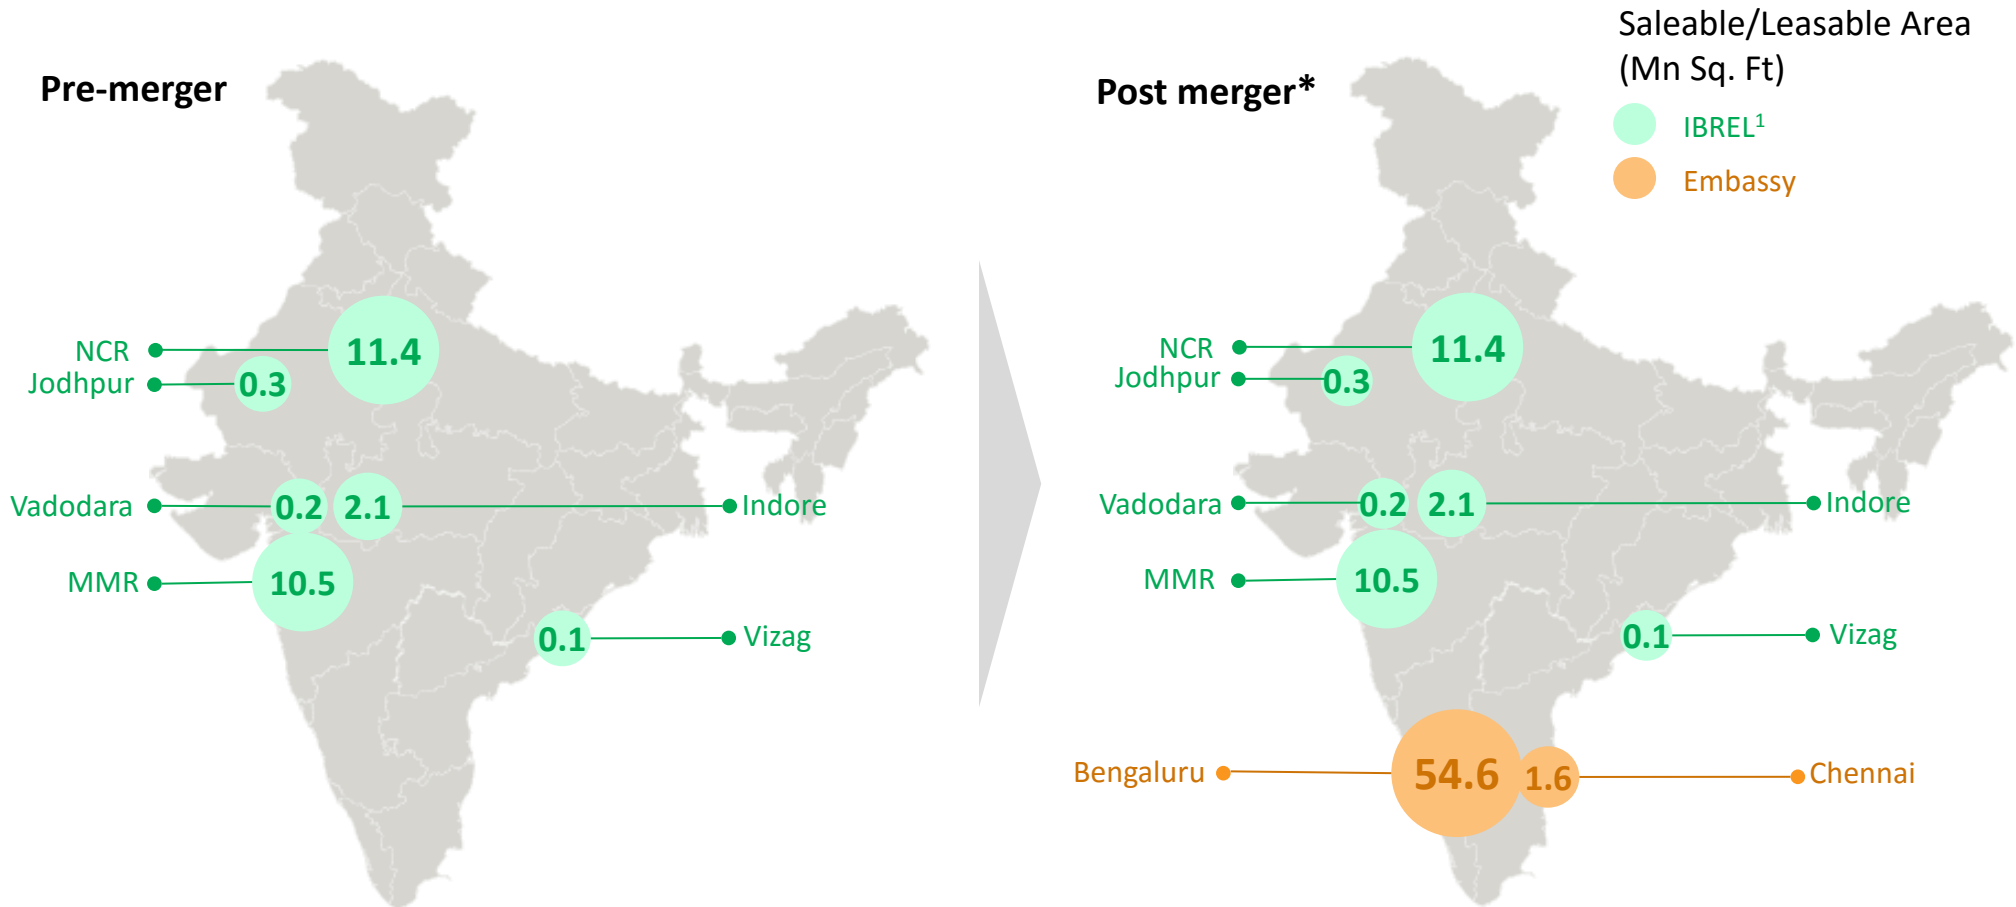 Pre-merger
NCR
11.4
Jodhpur
0.3
Vadodara
0.2
2.1
Indore
MMR
10.5
0.1
Vizag
Post merger*
Saleable/Leasable Area
(Mn Sq. Ft)
IBREL¹
Embassy
NCR
11.4
Jodhpur
0.3
Vadodara
0.2
2.1
Indore
MMR
10.5
0.1
Vizag
Bengaluru
54.6
1.6
Chennai